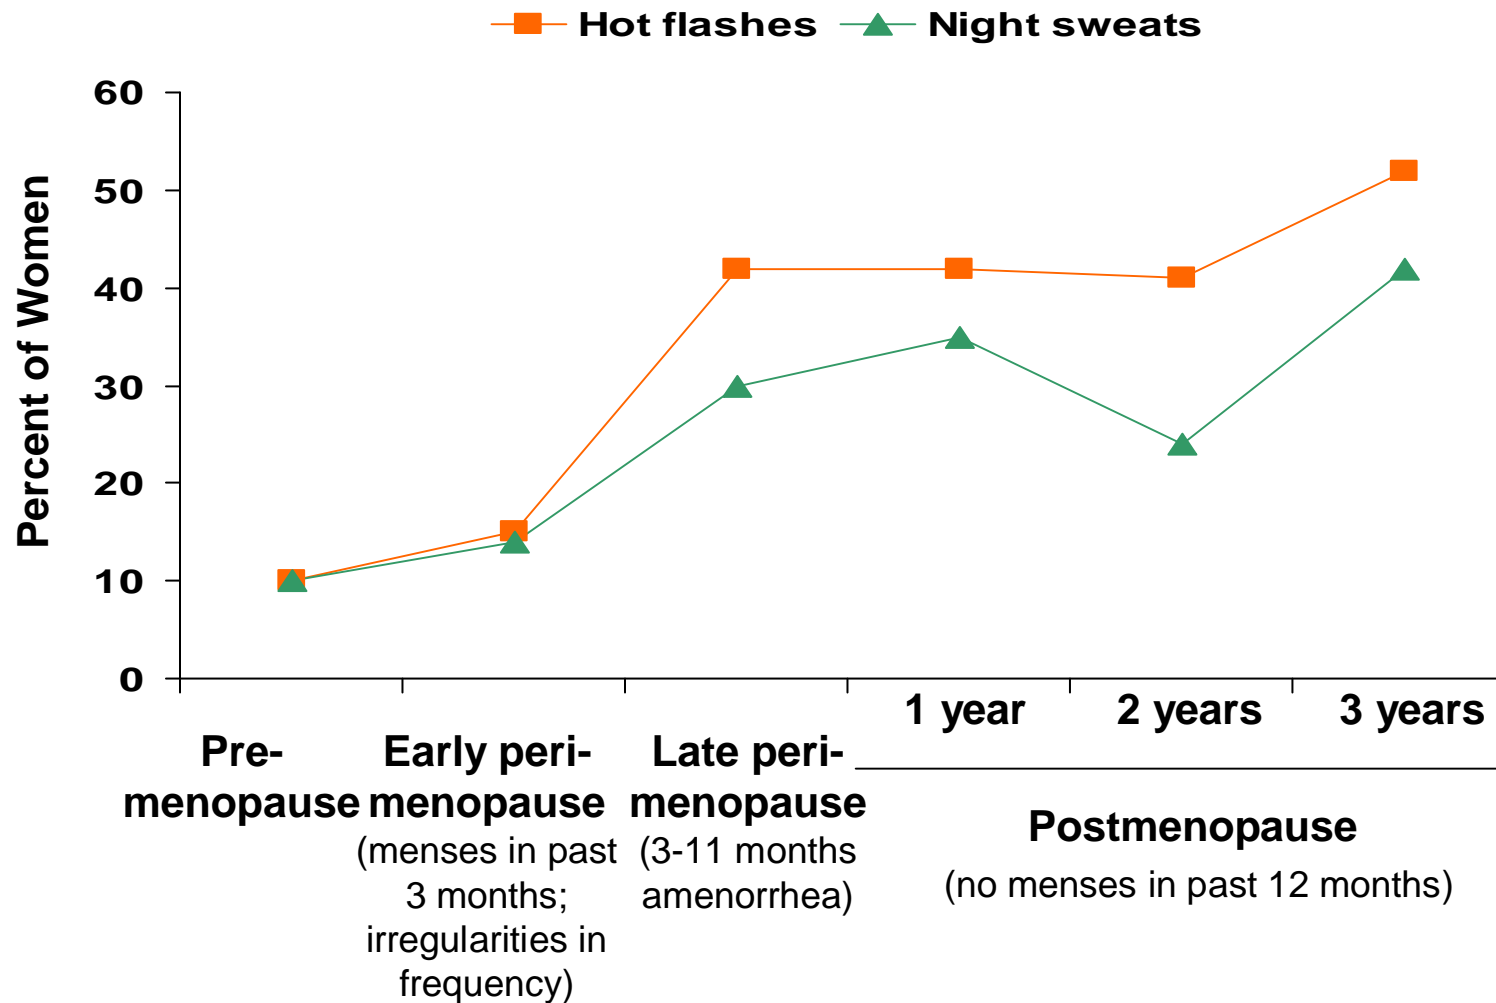 Hot flashes Night sweats
60
50
40
30
20
10
0
Percent of Women
1 year 2 years 3 years
Pre-
menopause
Early peri-
menopause
(menses in past
3 months;
irregularities in
frequency)
Late peri-
menopause
(3-11 months
amenorrhea)
Postmenopause
(no menses in past 12 months)